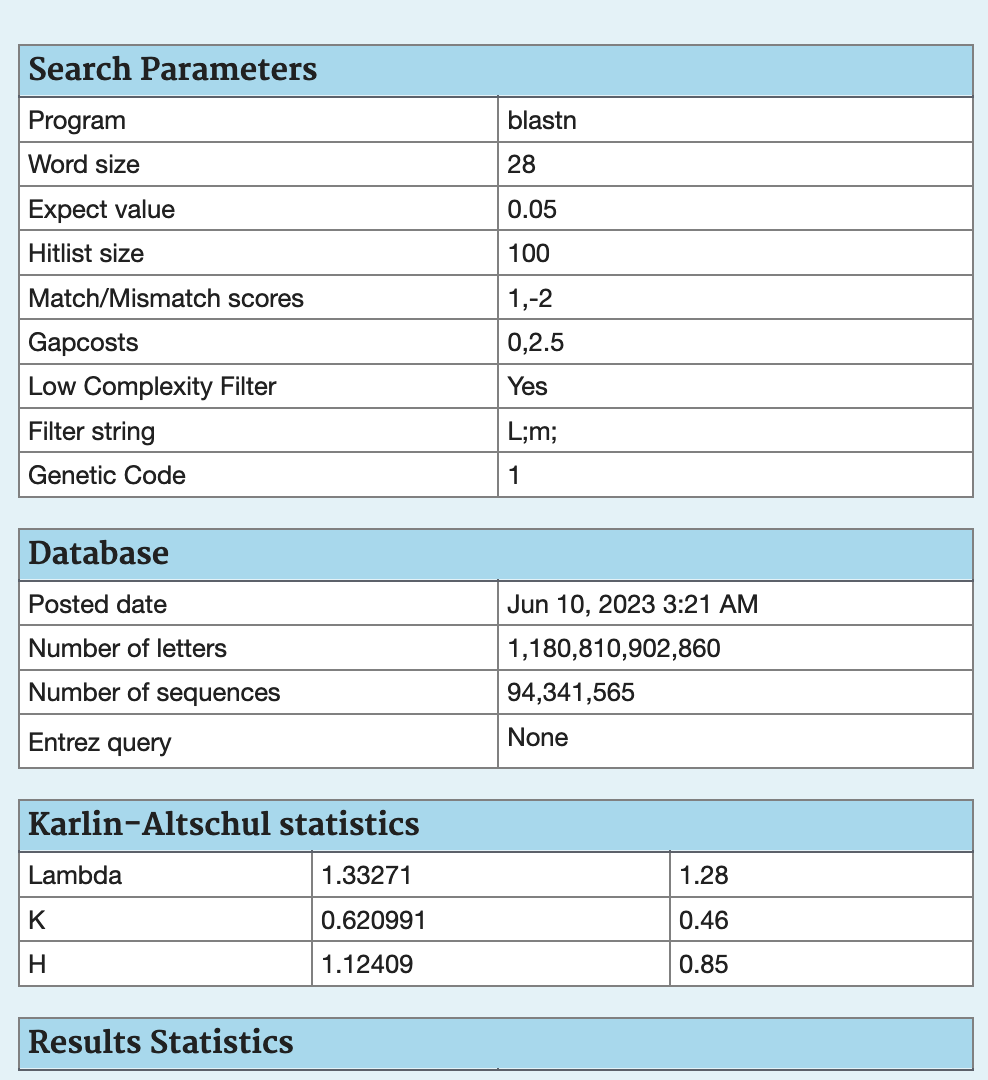 Search Parameters
Program blastn
Word size 28
Expect value 0.05
Hitlist size 100
Match/Mismatch scores 1,-2
Gapcosts 0,2.5
Low Complexity Filter Yes
Filter string L;m;
Genetic Code 1
Database
Posted date Jun 10, 2023 3:21 AM
Number of letters 1,180,810,902,860
Number of sequences 94,341,565
Entrez query None
Karlin-Altschul statistics
Lambda 1.33271 1.28
K 0.620991 0.46
H 1.12409 0.85
Results Statistics